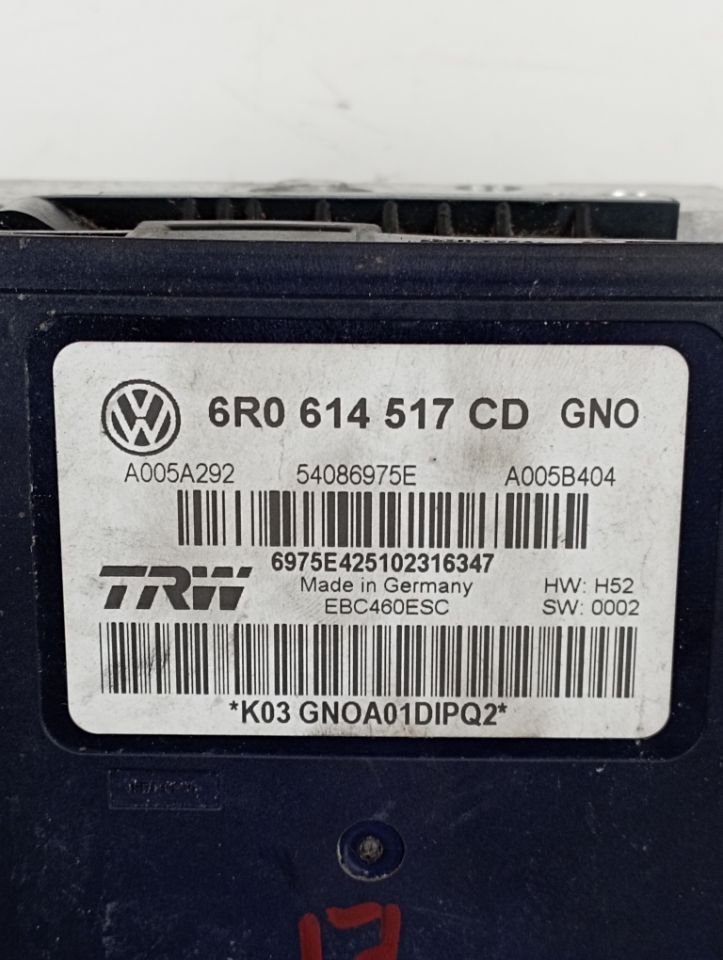 6R0 614 517 CD GNO
A005A292 54086975E A005B404
6975E425102316347
TRW Made in Germany HW: H52
EBC460ESC SW: 0002
*K03 GNOA01DIPQ2*
17